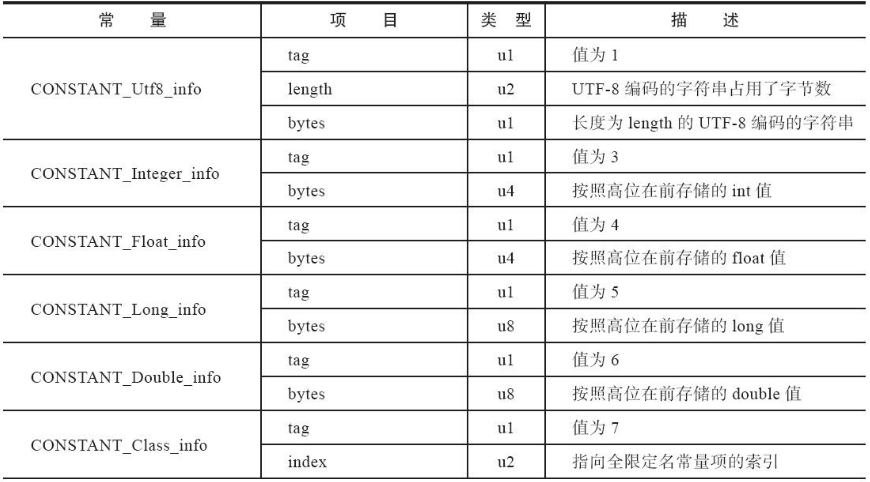 常 量 项 目 类 型 描 述
CONSTANT_Utf8_info tag u1 值为 1
length u2 UTF-8 编码的字符串占用了字节数
bytes u1 长度为 length 的 UTF-8 编码的字符串
CONSTANT_Integer_info tag u1 值为 3
bytes u4 按照高位在前存储的 int 值
CONSTANT_Float_info tag u1 值为 4
bytes u4 按照高位在前存储的 float 值
CONSTANT_Long_info tag u1 值为 5
bytes u8 按照高位在前存储的 long 值
CONSTANT_Double_info tag u1 值为 6
bytes u8 按照高位在前存储的 double 值
CONSTANT_Class_info tag u1 值为 7
index u2 指向全限定名常量项的索引